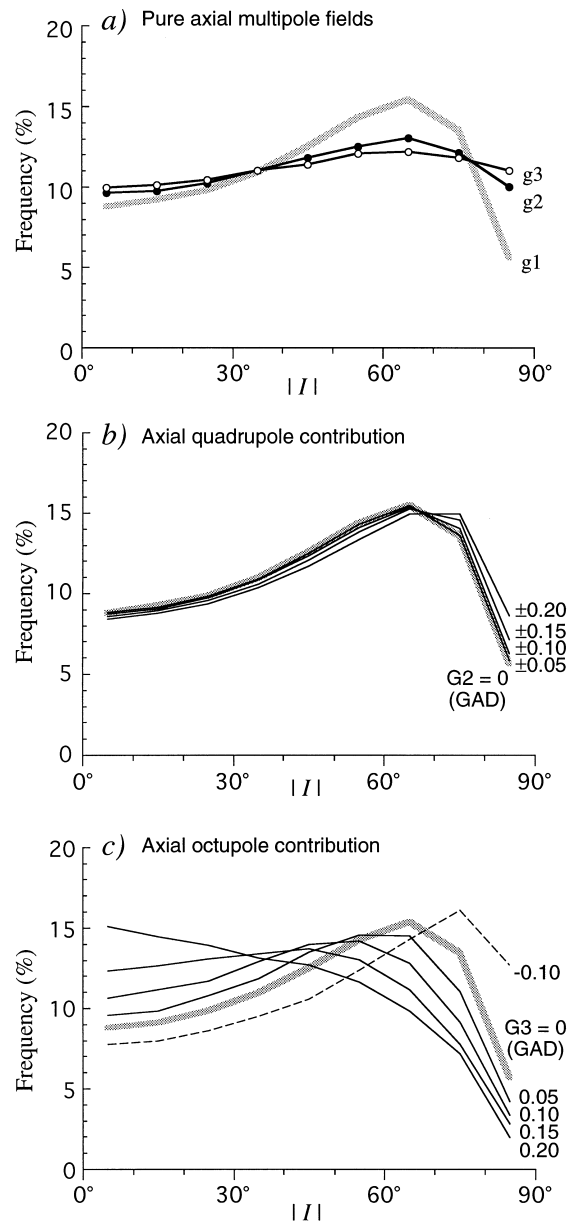 a) Pure axial multipole fields
20
15
10
5
0
Frequency (%)
g3
g2
g1
0° 30° 60° 90°
| I |
b) Axial quadrupole contribution
20
15
10
5
0
Frequency (%)
±0.20
±0.15
±0.10
±0.05
G2 = 0
(GAD)
0° 30° 60° 90°
| I |
c) Axial octupole contribution
20
15
10
5
0
Frequency (%)
-0.10
G3 = 0
(GAD)
0.05
0.10
0.15
0.20
0° 30° 60° 90°
| I |